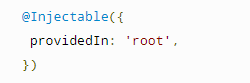 @Injectable({
providedIn: 'root',
})